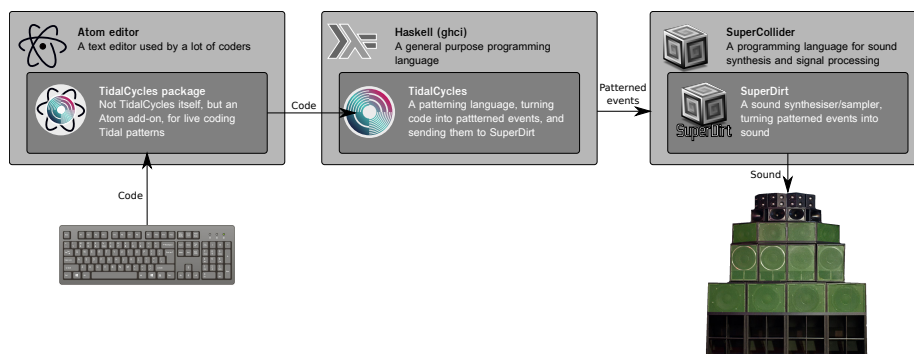 Atom editor
A text editor used by a lot of coders
TidalCycles package
Not TidalCycles itself, but an
Atom add-on, for live coding
Tidal patterns
Code
Haskell (ghci)
A general purpose programming
language
TidalCycles
A patterning language, turning
code into pattterned events, and
sending them to SuperDirt
Patterned
events
SuperCollider
A programming language for sound
synthesis and signal processing
SuperDirt
SuperDirt
A sound synthesiser/sampler,
turning patterned events into
sound
Code
Sound